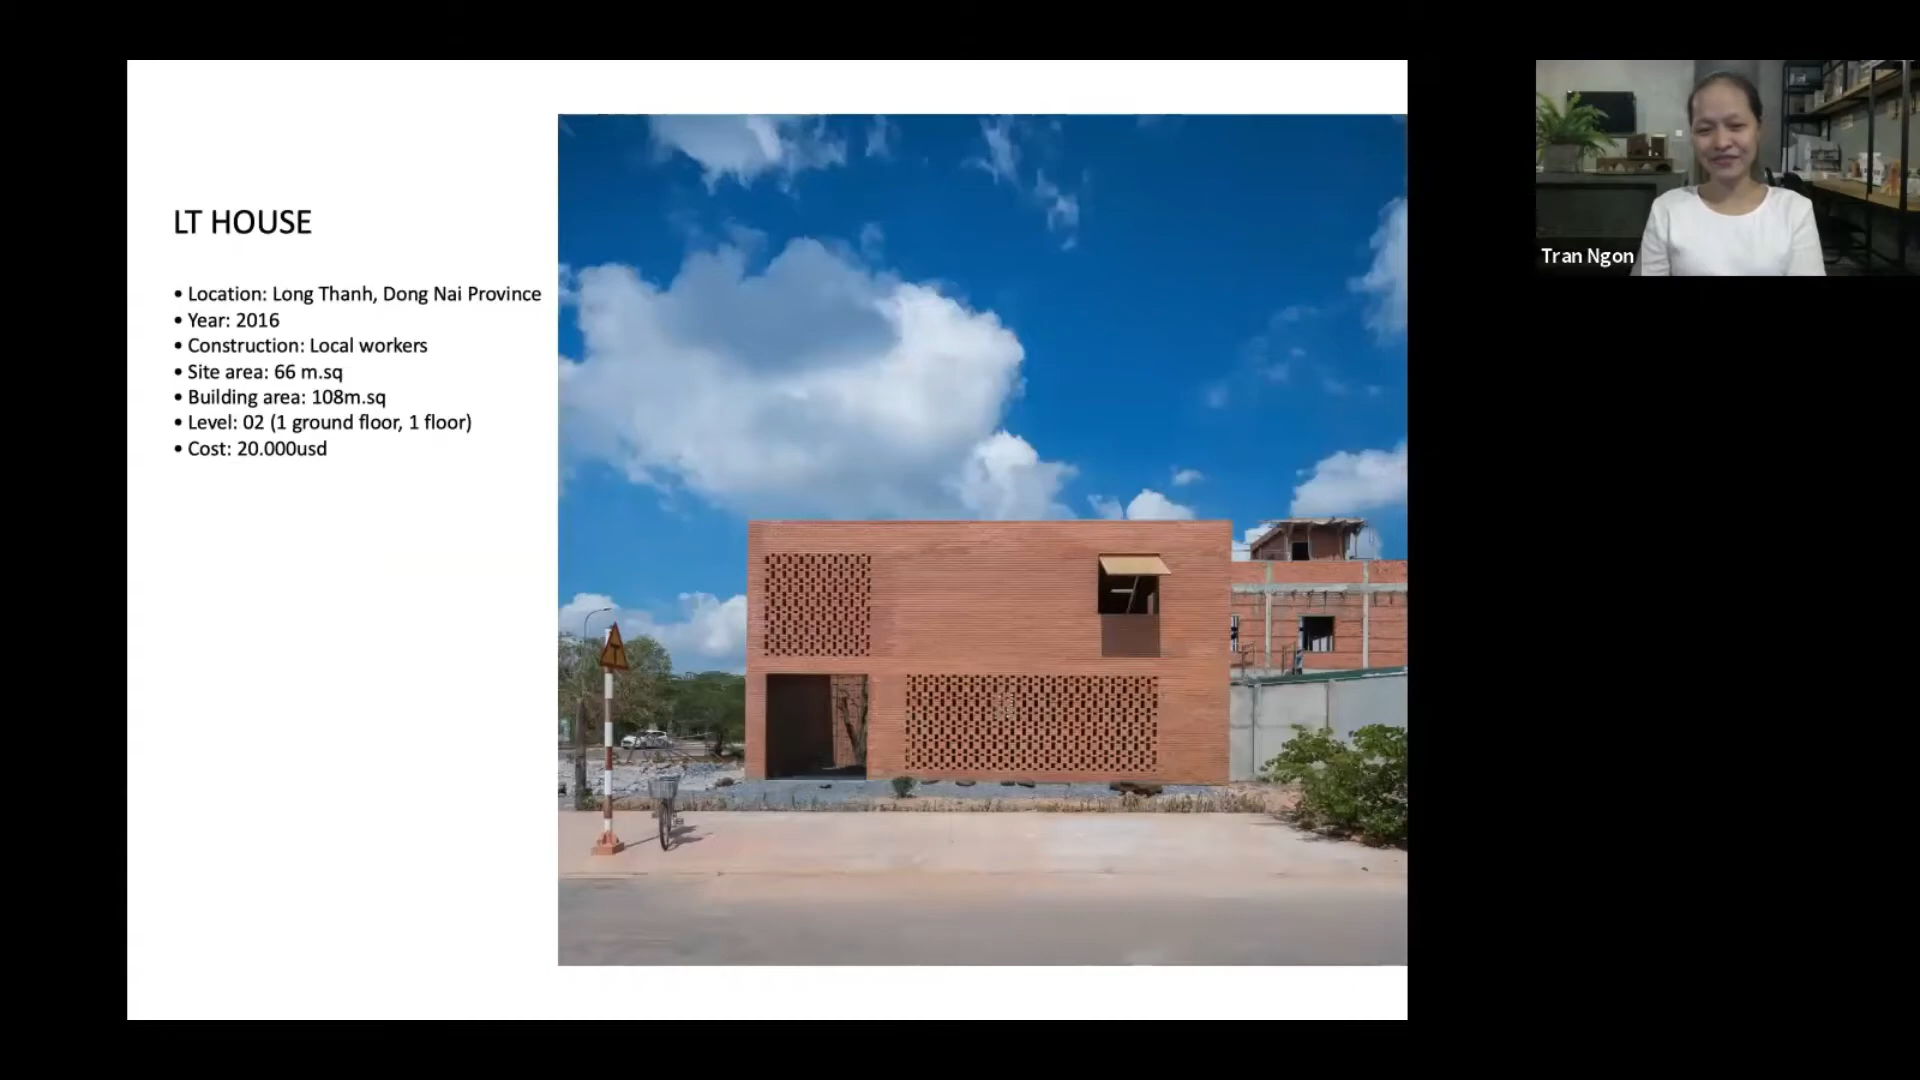 LT HOUSE
• Location: Long Thanh, Dong Nai Province
• Year: 2016
• Construction: Local workers
• Site area: 66 m.sq
• Building area: 108m.sq
• Level: 02 (1 ground floor, 1 floor)
• Cost: 20.000usd
Tran Ngon